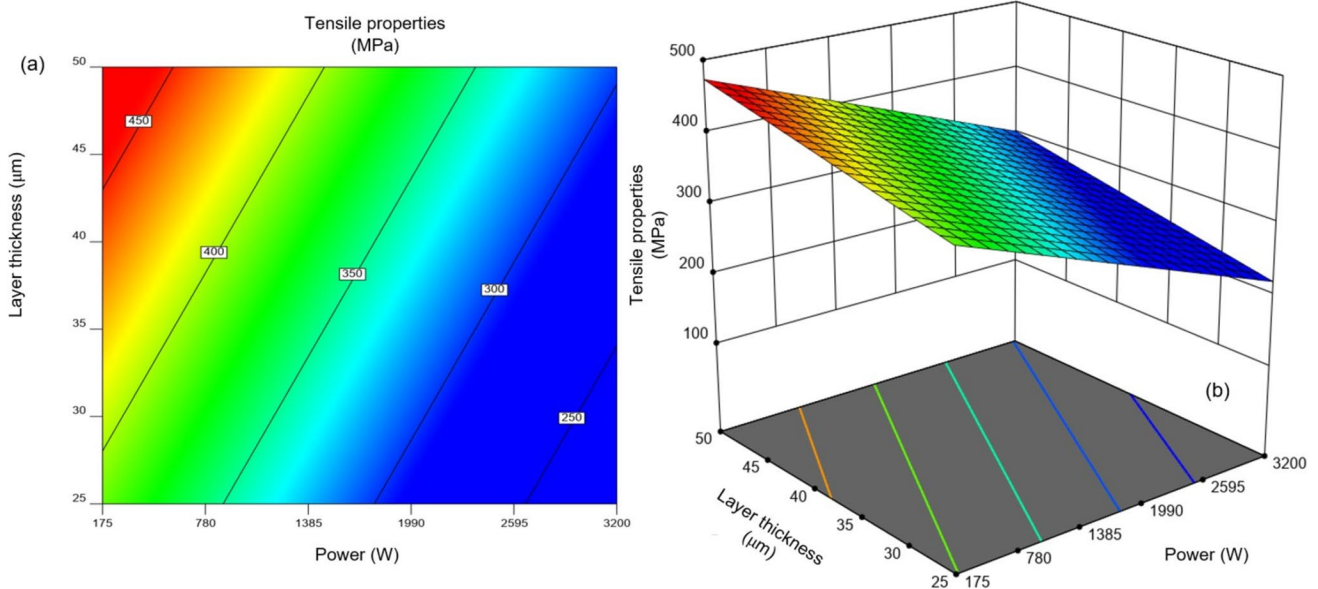 Tensile properties
(MPa)
(a)
50
45
40
35
30
25
Layer thickness (µm)
450
400
350
300
250
175 780 1385 1990 2595 3200
Power (W)
500
400
300
200
100
Tensile properties
(MPa)
(b)
50
45
40
35
30
25
Layer thickness
(µm)
175
780
1385
1990
2595
3200
Power (W)